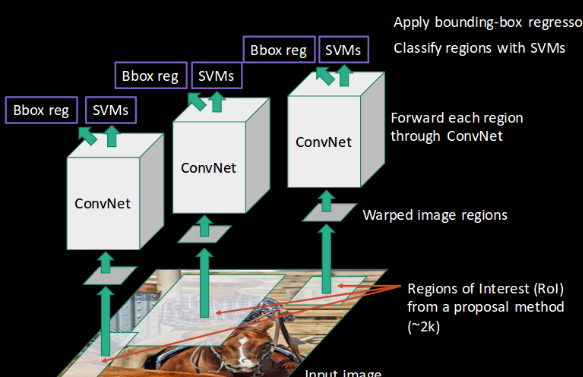 Apply bounding-box regresso
Bbox reg SVMs Classify regions with SVMs
Bbox reg SVMs
Bbox reg SVMs
Forward each region
through ConvNet
ConvNet
ConvNet
ConvNet
Warped image regions
Regions of Interest (RoI)
from a proposal method
(~2k)
Input image